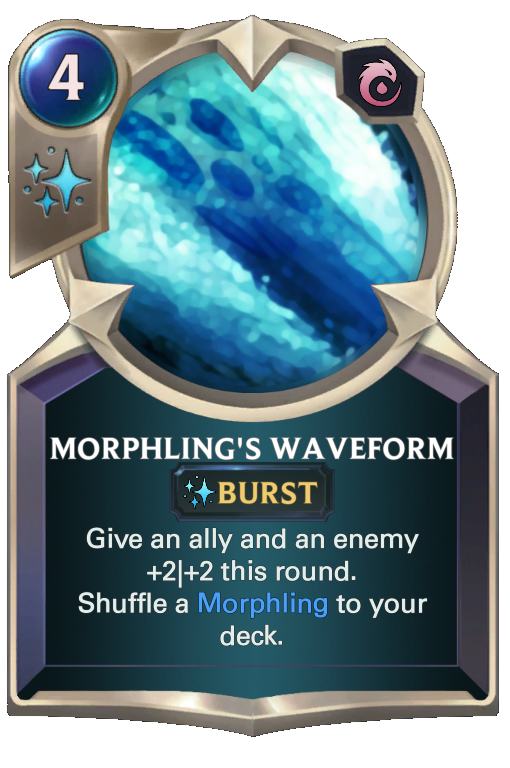 4
MORPHLING'S WAVEFORM
BURST
Give an ally and an enemy
+2|+2 this round.
Shuffle a Morphling to your
deck.